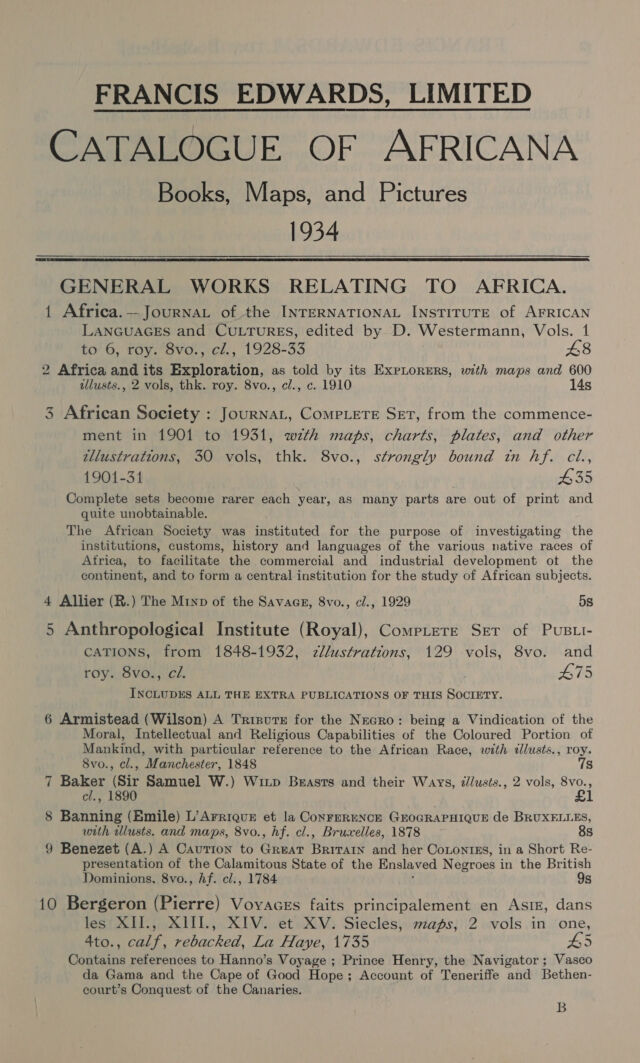 FRANCIS EDWARDS, LIMITED
CATALOGUE OF AFRICANA
Books, Maps, and Pictures
1934
GENERAL WORKS RELATING TO AFRICA.
1 Africa.—JOURNAL of the INTERNATIONAL INSTITUTE of AFRICAN
LANGUAGES and CULTURES, edited by D. Westermann, Vols. 1
to 6, roy. 8vo., cl., 1928-33 £8
2 Africa and its Exploration, as told by its EXPLORERS, with maps and 600
illusts., 2 vols, thk. roy. 8vo., cl., c. 1910 14s
3 African Society : JOURNAL, COMPLETE SET, from the commence-
ment in 1901 to 1931, with maps, charts, plates, and other
illustrations, 30 vols, thk. 8vo., strongly bound in hf. cl.,
1901-31 £35
Complete sets become rarer each year, as many parts are out of print and
quite unobtainable.
The African Society was instituted for the purpose of investigating the
institutions, customs, history and languages of the various native races of
Africa, to facilitate the commercial and industrial development of the
continent, and to form a central institution for the study of African subjects.
4 Allier (R.) The MIND of the SAVAGE, 8vo., cl., 1929 5s
5 Anthropological Institute (Royal), COMPLETE SET of PUBLI-
CATIONS, from 1848-1932, illustrations, 129 vols, 8vo. and
roy. 8vo., cl. £75
INCLUDES ALL THE EXTRA PUBLICATIONS OF THIS SOCIETY.
6 Armistead (Wilson) A TRIBUTE for the NEGRO : being a Vindication of the
Moral, Intellectual and Religious Capabilities of the Coloured Portion of
Mankind, with particular reference to the African Race, with illusts., roy.
8vo., cl., Manchester, 1848 7s
7 Baker (Sir Samuel W.) WILD BEASTS and their WAYS, illusts., 2 vols, 8vo.,
cl., 1890 £1
8 Banning (Emile) L'AFRIQUE et la CONFERENCE GEOGRAPHIQUE de BRUXELLES,
with illusts. and maps, 8vo., hf. cl., Bruxelles, 1878 8s
9 Benezet (A.) A CAUTION to GREAT BRITAIN and her COLONIES, in a Short Re-
presentation of the Calamitous State of the Enslaved Negroes in the British
Dominions, 8vo., hf. cl., 1784 9s
10 Bergeron (Pierre) VOYAGES faits principalement en ASIE, dans
les XII., XIII., XIV. et XV. Siecles, maps, 2 vols in one,
4to., calf, rebacked, La Haye, 1735 £5
Contains references to Hanno's Voyage ; Prince Henry, the Navigator ; Vasco
da Gama and the Cape of Good Hope ; Account of Teneriffe and Bethen-
court's Conquest of the Canaries.
B